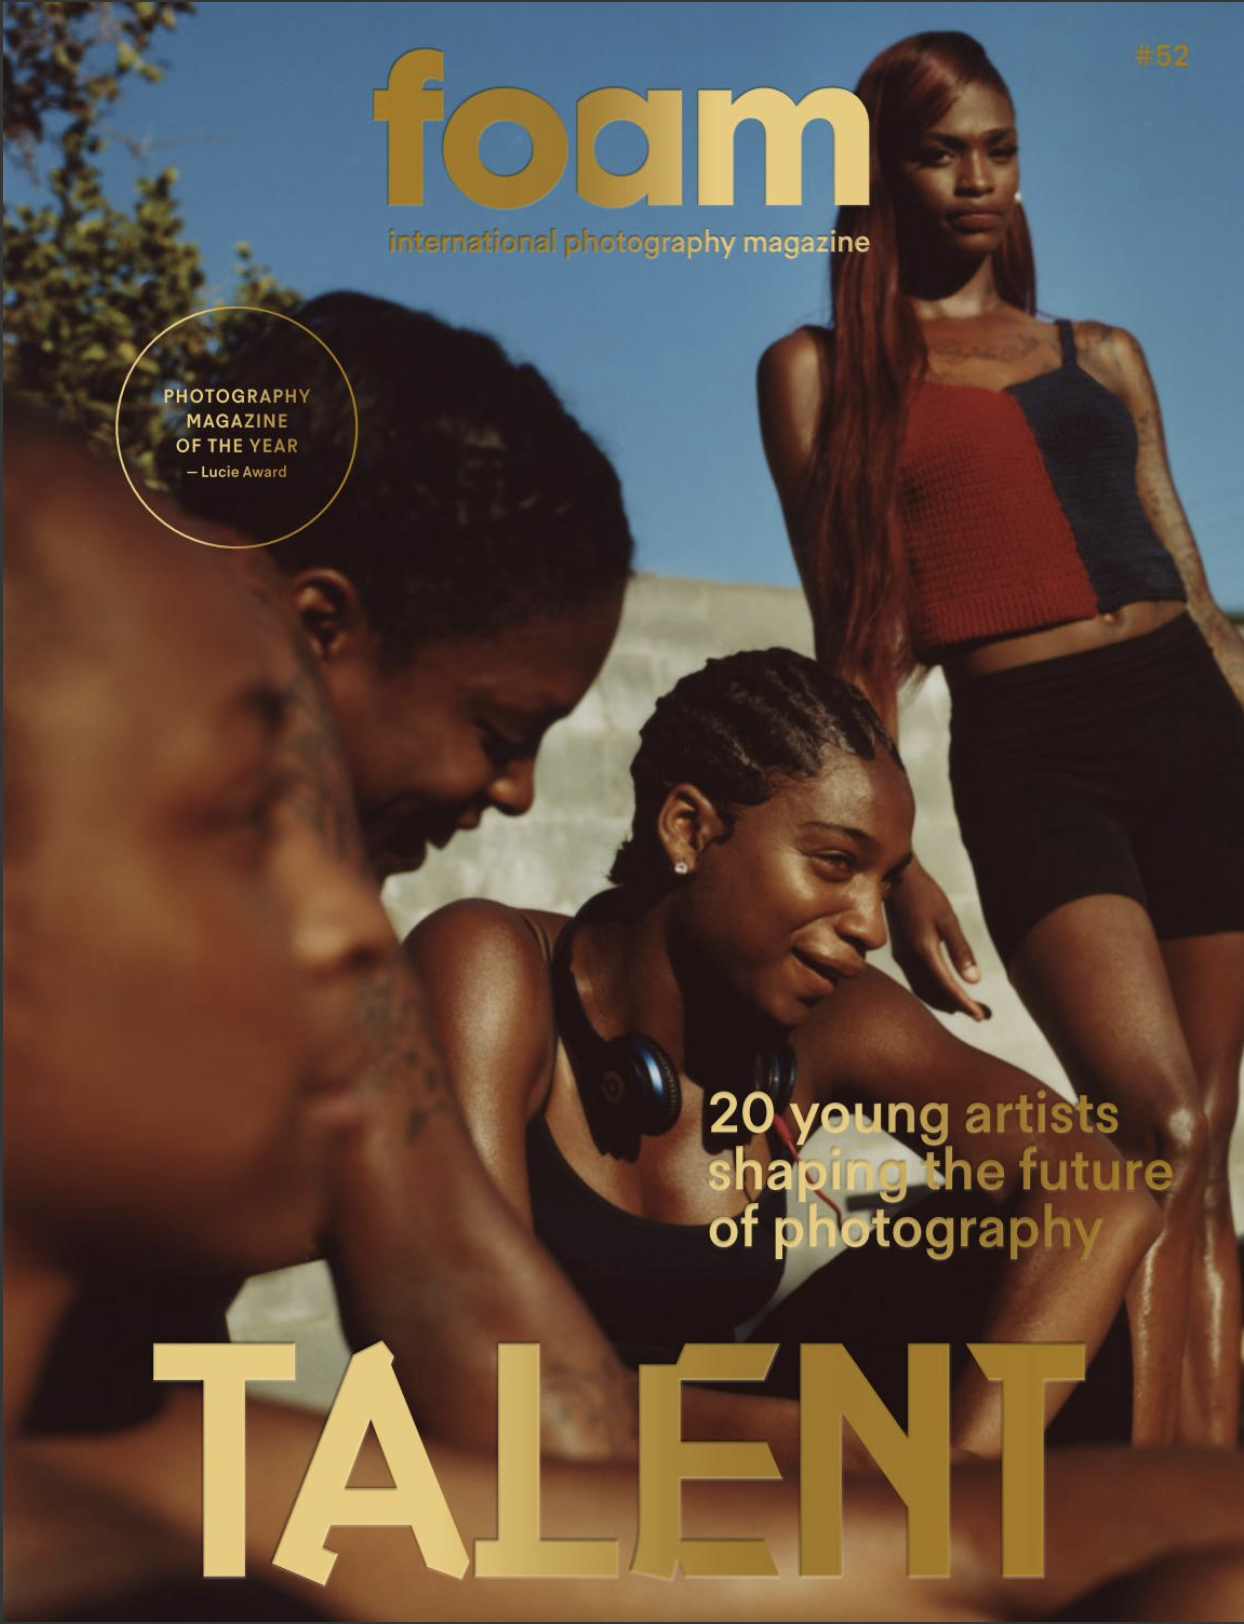 foam
#52
international photography magazine
PHOTOGRAPHY
MAGAZINE
OF THE YEAR
– Lucie Award
20 young artists
shaping the future
of photography
TALENT